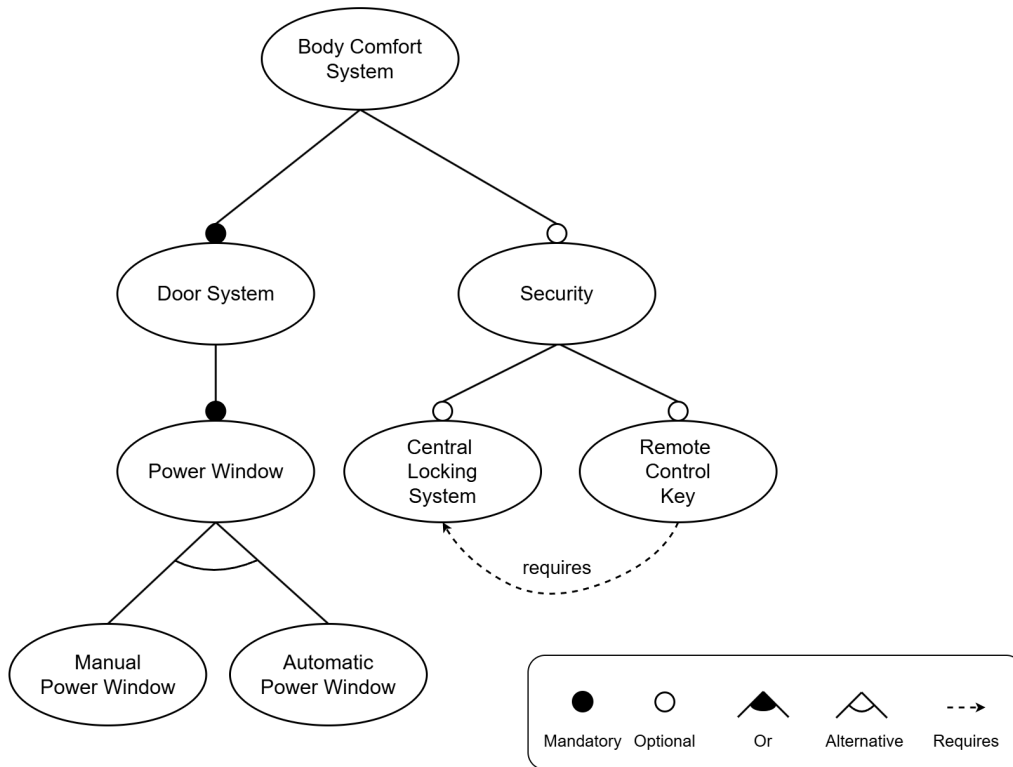 Body Comfort
System
Door System
Security
Power Window
Central
Locking
System
Remote
Control
Key
requires
Manual
Power Window
Automatic
Power Window
Mandatory
Optional
Or
Alternative
Requires